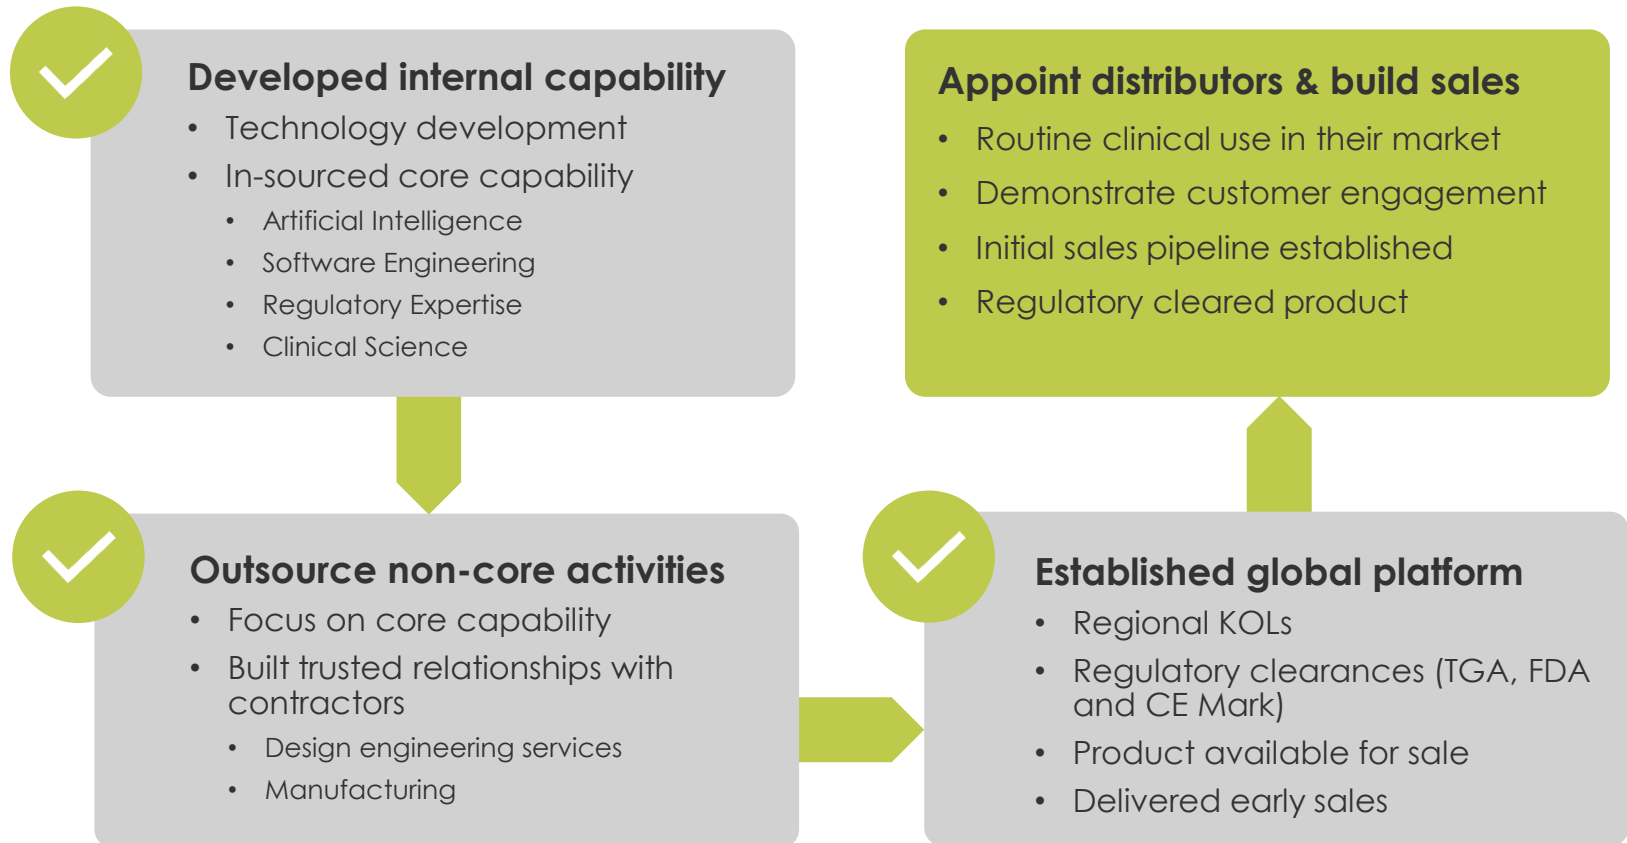 Developed internal capability
• Technology development
• In-sourced core capability
• Artificial Intelligence
• Software Engineering
• Regulatory Expertise
• Clinical Science
Outsource non-core activities
• Focus on core capability
• Built trusted relationships with
contractors
• Design engineering services
• Manufacturing
Established global platform
• Regional KOLs
• Regulatory clearances (TGA, FDA
and CE Mark)
• Product available for sale
• Delivered early sales
Appoint distributors & build sales
• Routine clinical use in their market
• Demonstrate customer engagement
• Initial sales pipeline established
• Regulatory cleared product